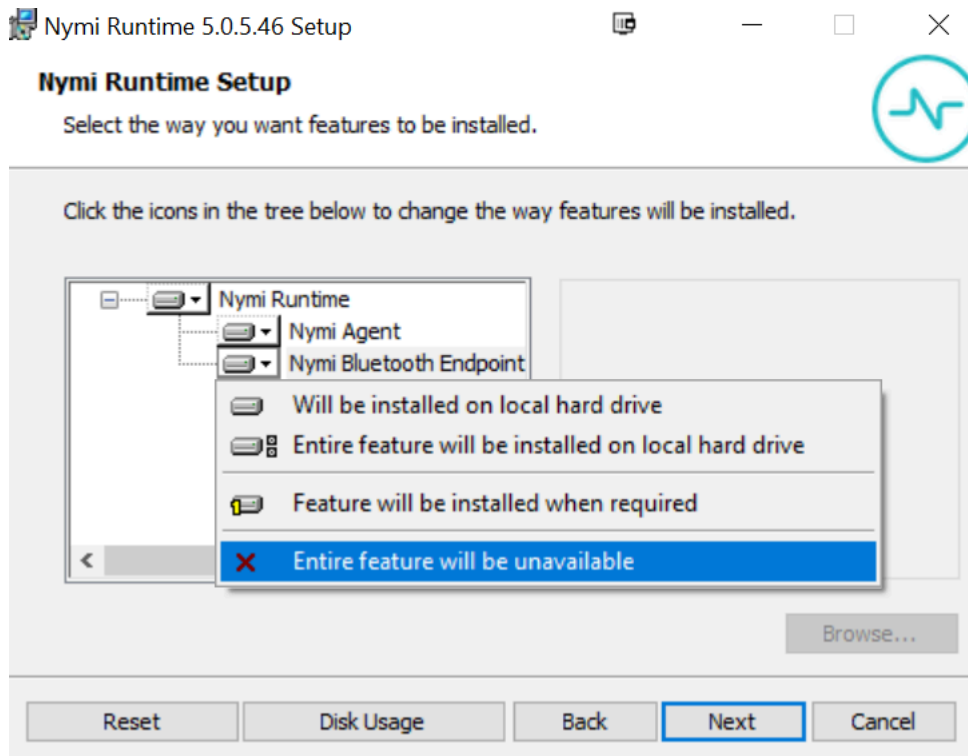 Nymi Runtime 5.0.5.46 Setup
Nymi Runtime Setup
Select the way you want features to be installed.
Click the icons in the tree below to change the way features will be installed.
Nymi Runtime
Nymi Agent
Nymi Bluetooth Endpoint
Will be installed on local hard drive
Entire feature will be installed on local hard drive
Feature will be installed when required
Entire feature will be unavailable
Browse...
Reset Disk Usage Back Next Cancel